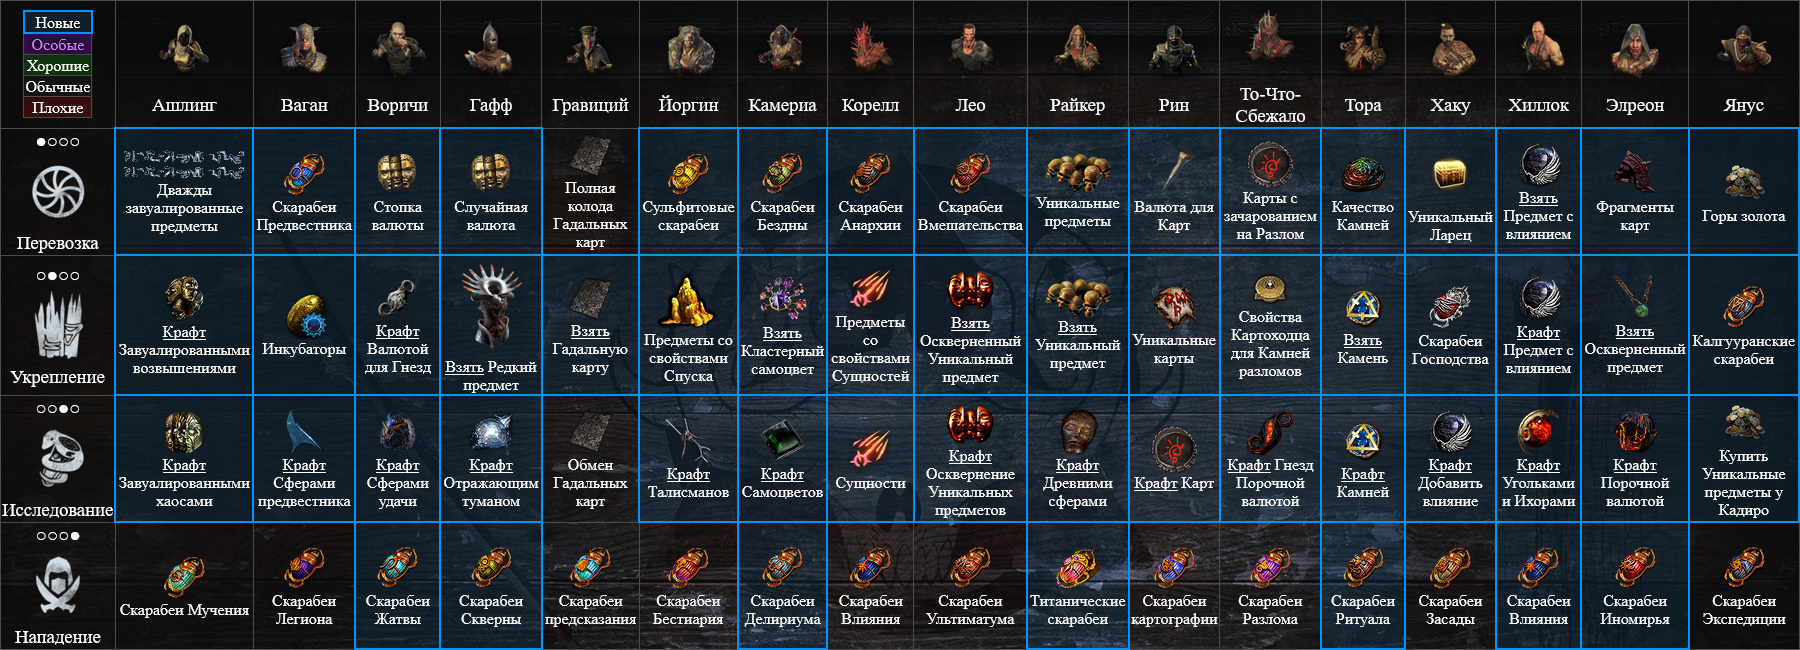 Новые
Особые
Хорошие
Обычные
Плохие
Ашлинг
Ваган
Воричи
Гафф
Гравиций
Йоргин
Камериа
Корелл
Лео
Райкер
Рин
То-Что-
Сбежало
Тора
Хаку
Хиллок
Элреон
Янус
Перевозка
Дважды
завуалированные
предметы
Скарабеи
Предвестника
Стопка
валюты
Случайная
валюта
Полная
колода
Гадальных
карт
Сульфитовые
скарабеи
Скарабеи
Бездны
Скарабеи
Анархии
Скарабеи
Вмешательства
Уникальные
предметы
Валюта для
Карт
Карты с
зачарованием
на Разлом
Качество
Камней
Уникальный
Ларец
Взять
Предмет с
влиянием
Фрагменты
карт
Горы золота
Укрепление
Крафт
Завуалированными
возвышениями
Инкубаторы
Крафт
Валютой
для Гнезд
Взять Редкий
предмет
Взять
Гадальную
карту
Предметы со
свойствами
Спуска
Взять
Кластерный
самоцвет
Предметы
со
свойствами
Сущностей
Взять
Оскверненный
Уникальный
предмет
Взять
Уникальный
предмет
Уникальные
карты
Свойства
Картоходца
для Камней
разломов
Взять
Камень
Скарабеи
Господства
Крафт
Предмет с
влиянием
Взять
Оскверненный
предмет
Калгууранские
скарабеи
Исследование
Крафт
Завуалированными
хаосами
Крафт
Сферами
предвестника
Крафт
Сферами
удачи
Крафт
Отражающим
туманом
Обмен
Гадальных
карт
Крафт
Талисманов
Крафт
Самоцветов
Сущности
Крафт
Осквернение
Уникальных
предметов
Крафт
Древними
сферами
Крафт Карт
Крафт Гнезд
Порочной
валютой
Крафт
Камней
Крафт
Добавить
влияние
Крафт
Угольками
и Ихорами
Крафт
Порочной
валютой
Купить
Уникальные
предметы у
Кадиро
Нападение
Скарабеи Мучения
Скарабеи
Легиона
Скарабеи
Жатвы
Скарабеи
Скверны
Скарабеи
предсказания
Скарабеи
Бестиария
Скарабеи
Делириума
Скарабеи
Влияния
Скарабеи
Ультиматума
Титанические
скарабеи
Скарабеи
картографии
Скарабеи
Разлома
Скарабеи
Ритуала
Скарабеи
Засады
Скарабеи
Влияния
Скарабеи
Иномирья
Скарабеи
Экспедиции